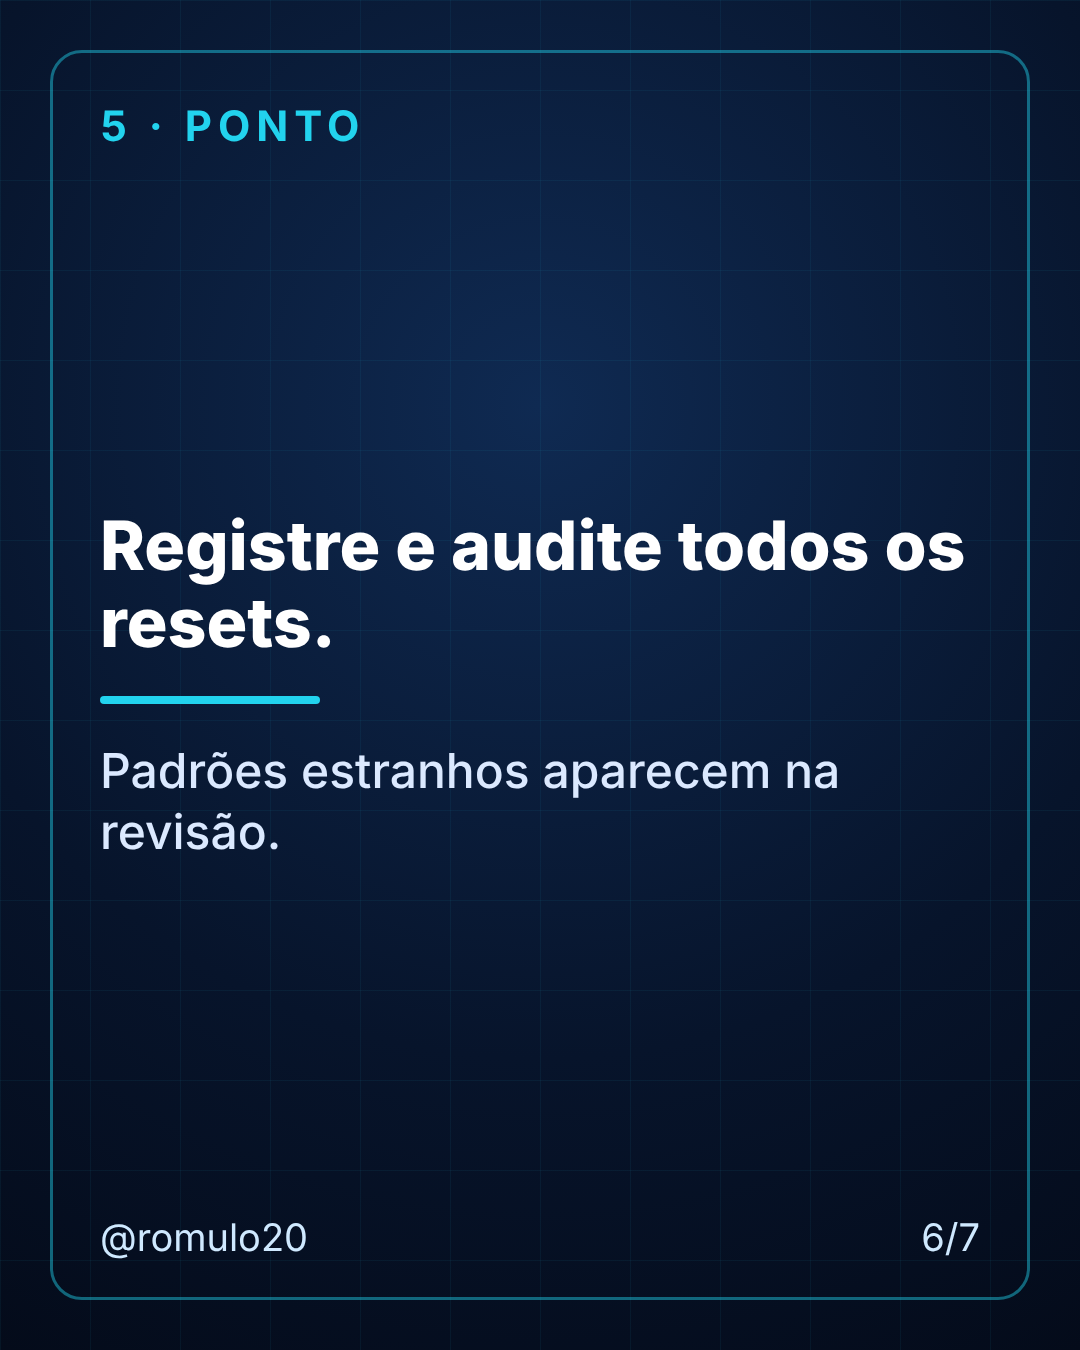 5 · PONTO
Registre e audite todos os
resets.
Padrões estranhos aparecem na
revisão.
@romulo20
6/7